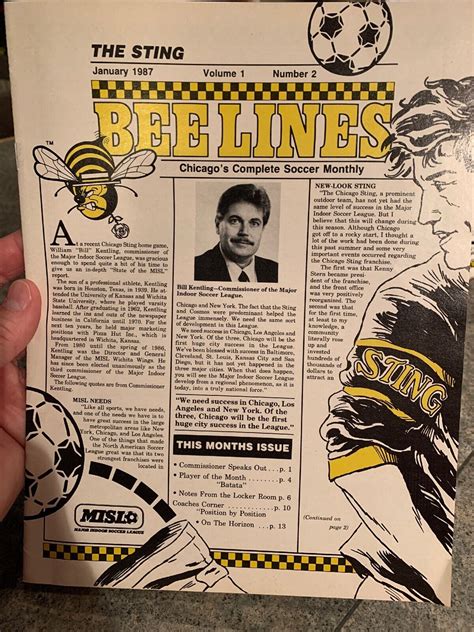 THE STING
January 1987 Volume 1 Number 2
BEE LINES
TM
Chicago's Complete Soccer Monthly
At a recent Chicago Sting home game,
William "Bill" Kentling, commissioner of
the Major Indoor Soccer League, was gracious
enough to spend quite a bit of his time to
give us an in-depth "State of the MISL"
report.
The son of a professional athlete, Kentling
was born in Houston, Texas, in
attended the University of Kansas and Wichita
State University, where he played varsity
baseball. After graduating in 1962, Kentling
learned the ins and outs of the newspaper
business in California until 1970. For the
next ten years, he held marketing
positions with Pizza Hut Inc., which is
headquartered in Wichita, Kansas.
From 1980 until spring of 1986,
Kentling was the Director and General
Manager of the MISL Wichita Wings. He
has since been elected unanimously as the
third commissioner of the Major Indoor
Soccer League.
The following quotes are from Commissioner
Kentling.
MISL NEEDS
"Like all sports, we have needs,
and one of the needs we have is to
have great success in the large
metropolitan areas like New
York, Chicago, and Los Angeles.
One of the things that made
the North American Soccer
League great was that its two
strongest franchises were
located in
MISL
MAJOR INDOOR SOCCER LEAGUE
Bill Kentling—Commissioner of the Major
Indoor Soccer League.
Chicago and New York. The fact that the Sting
and Cosmos were predominant helped the
League immensely. We need the same sort
of development in this League.
We need success in Chicago, Los Angeles and
New York. Of the three, Chicago will be the
first huge city success in the League.
We've been blessed with success in Baltimore,
Cleveland, St. Louis, Kansas City and San
Diego, but it has not yet happened in the
three major cities. When that does happen,
you will see the Major Indoor Soccer League
develop from a regional phenomenon, as it is
today, into a truly national force."
"We need success in Chicago, Los
Angeles and New York. Of the
three, Chicago will be the first
huge city success in the League."
THIS MONTHS ISSUE
• Commissioner Speaks Out...p. 1
• Player of the Month ........p. 4
"Batata"
• Notes From the Locker Room p. 6
Coaches Corner ..............p. 10
"Position by Position"
• On The Horizon ....p. 13
NEW-LOOK STING
"The Chicago Sting, a prominent
outdoor team, has not yet had the
same level of success in the Major
Indoor Soccer League. But I
believe that this will change during
this season. Although Chicago
got off to a rocky start, I thought a
lot of the work had been done during
this past summer and some very
important events occurred regarding
the Chicago Sting franchise.
The first was that Kenny
Stern became president
of the franchise and
the front office
was very positively
reorganized. The
second was that
for the first time
at least to my
knowledge, a
community
literally rose
up and
invested
hundreds of
thousands of
dollars to
attract an
STING
(Continued on
page 2)